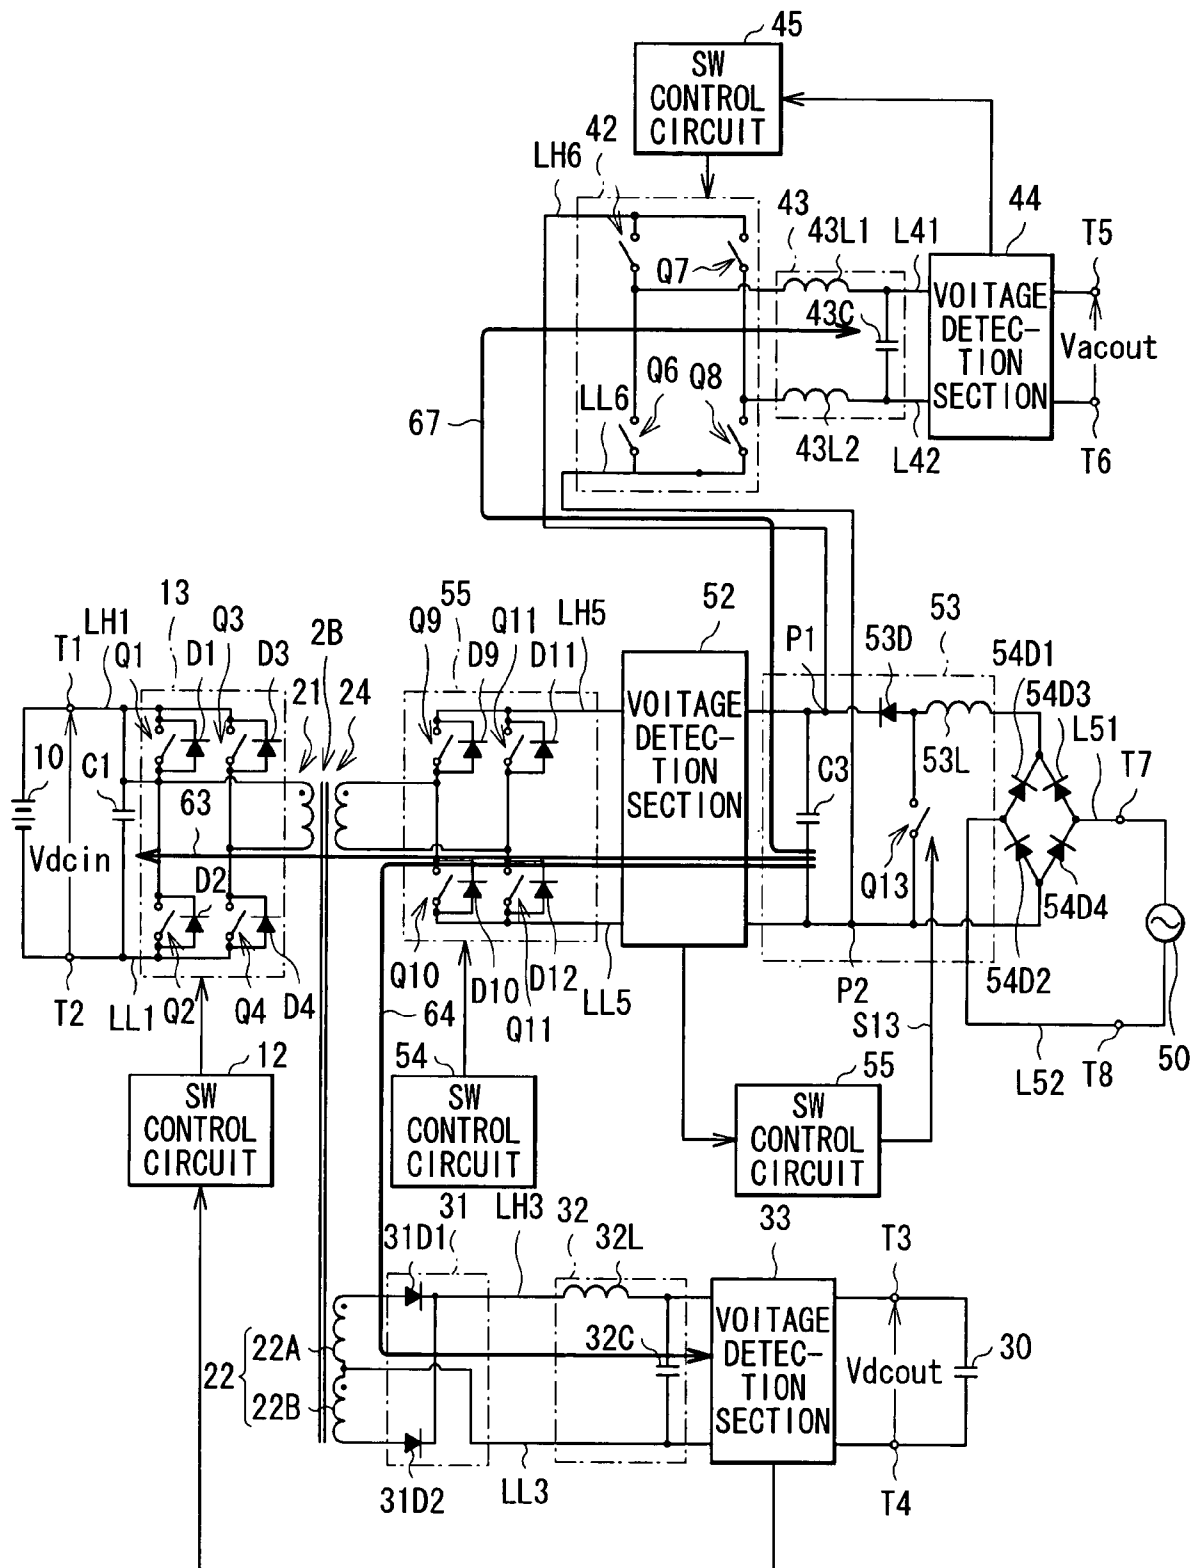 45
SW
CONTROL
CIRCUIT
42
LH6
43
43L1
L41
44
T5
Q7
43C
VOITAGE
DETEC-
TION
SECTION
Vacout
Q6
Q8
LL6
67
43L2
L42
T6
13
55
52
LH1
Q3
Q9
Q11
LH5
53
T1
Q1
D1
D3
2B
D9
D11
P1
53D
54D1
21
24
54D3
L51
VOITAGE
DETEC-
TION
SECTION
10
C1
C3
53L
T7
63
Vdcin
Q13
D2
54D4
54D2
T2
LL1
Q2
Q4
D4
Q10
D10
D12
LL5
P2
64
Q11
S13
50
12
54
55
L52
T8
SW
CONTROL
CIRCUIT
SW
CONTROL
CIRCUIT
SW
CONTROL
CIRCUIT
31
LH3
32
33
31D1
32L
T3
VOITAGE
DETEC-
TION
SECTION
22A
32C
22
Vdcout
30
22B
31D2
LL3
T4